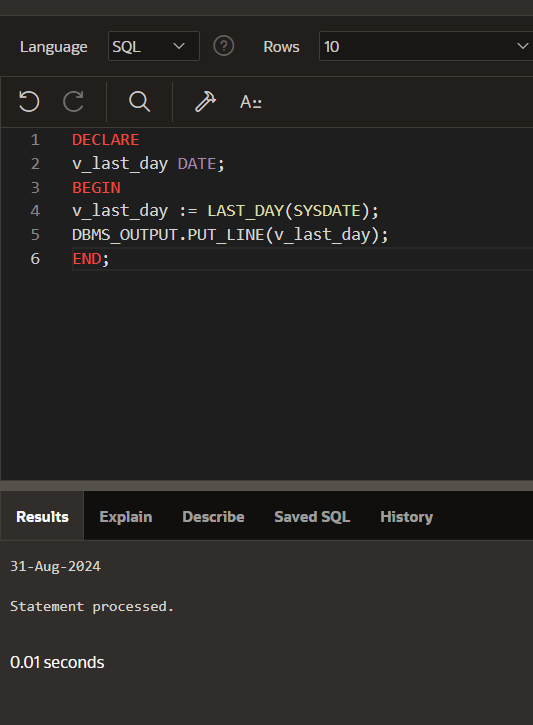 Language SQL ? Rows 10
A::
1 DECLARE
2 v_last_day DATE;
3 BEGIN
4 v_last_day := LAST_DAY(SYSDATE);
5 DBMS_OUTPUT.PUT_LINE(v_last_day);
6 END;
Results Explain Describe Saved SQL History
31-Aug-2024
Statement processed.
0.01 seconds